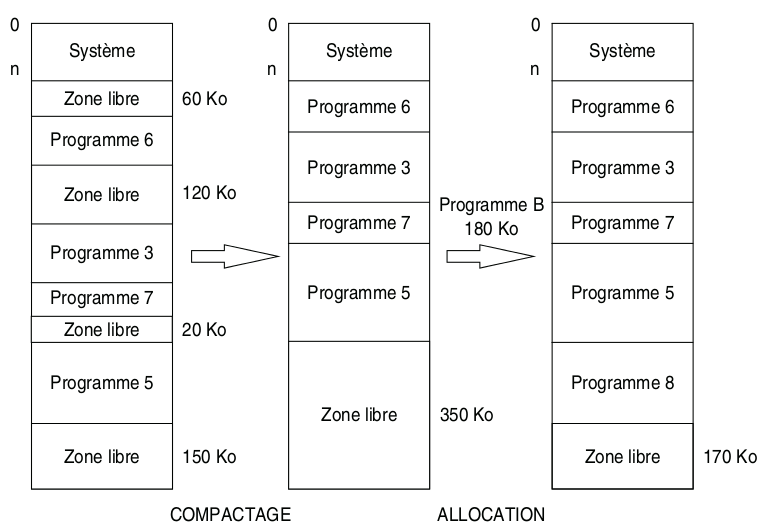 0
n
Système
Zone libre
60 Ko
Programme 6
Zone libre
120 Ko
Programme 3
Programme 7
Zone libre
20 Ko
Programme 5
Zone libre
150 Ko
COMPACTAGE
0
n
Système
Programme 6
Programme 3
Programme 7
Programme 5
Zone libre
350 Ko
Programme B
180 Ko
ALLOCATION
0
n
Système
Programme 6
Programme 3
Programme 7
Programme 5
Programme 8
Zone libre
170 Ko